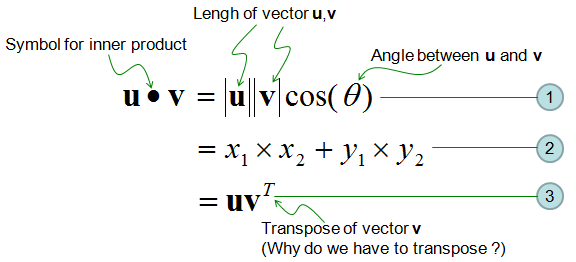 Lengh of vector u,v
Symbol for inner product
Angle between u and v
u • v = |u||v|cos(θ) 1
= x₁ × x₂ + y₁ × y₂ 2
= uvᵀ 3
Transpose of vector v
(Why do we have to transpose ?)